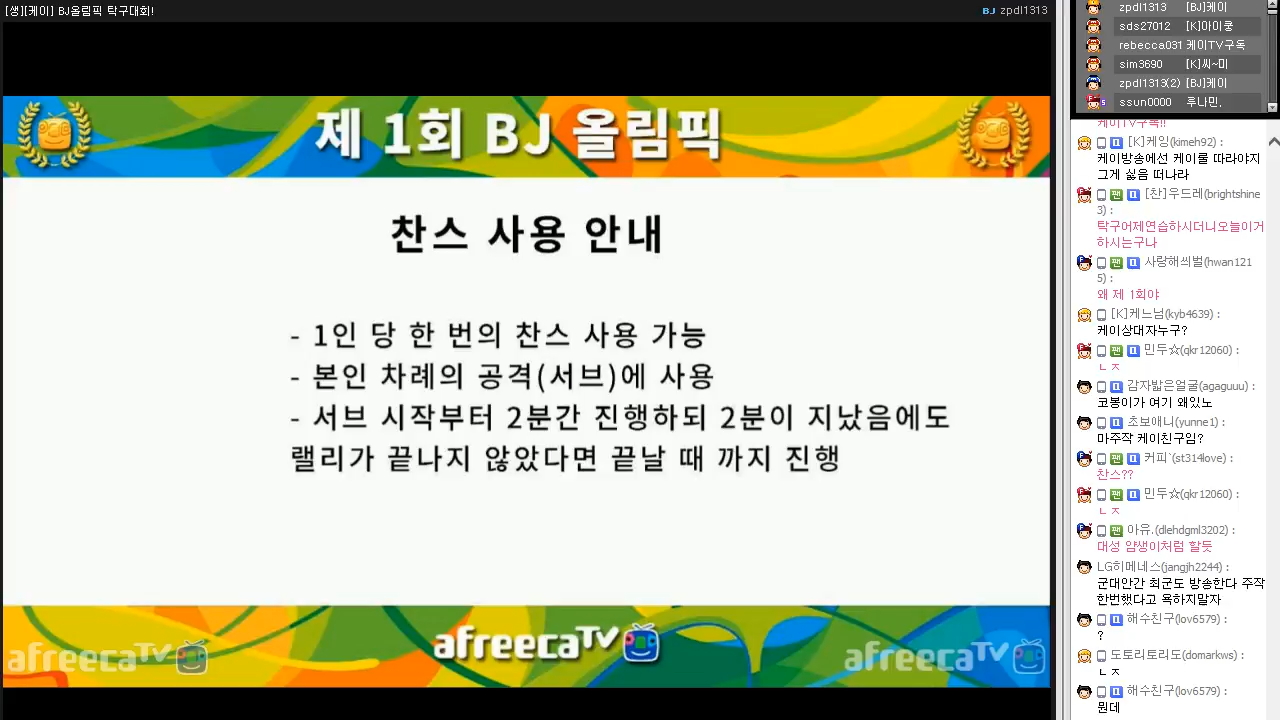 [생][케이] BJ올림픽 탁구대회!
BJ zpdl1313
제 1회 BJ 올림픽
찬스 사용 안내
- 1인 당 한 번의 찬스 사용 가능
- 본인 차례의 공격(서브)에 사용
- 서브 시작부터 2분간 진행하되 2분이 지났음에도
랠리가 끝나지 않았다면 끝날 때 까지 진행
afreecaTV
afreecaTV
afreecaTV
zpdl1313 [BJ]케이
sds27012 [K]아이쿵
rebecca031 케이TV구독
sim3690 [K]씨~미
zpdl1313(2) [BJ]케이
ssun0000 루나민,
케이TV구독!!
[K]케잉(kimeh92) :
케이방송에선 케이를 따라야지
그게 싫음 떠나라
팬 [찬]우드레(brightshine
3) :
탁구어제연습하시더니오늘이거
하시는구나
팬 사랑해씌벌(hwan121
5) :
왜 제 1회야
[K]케느님(kyb4639) :
케이상대자누구?
팬 민두☆(qkr12060) :
ㄴㅈ
감자밟은얼굴(agaguuu) :
코봉이가 여기 왜있노
초보애니(yunne1) :
마주작 케이친구임?
팬 커피`(st314love) :
찬스??
팬 민두☆(qkr12060) :
ㄴㅈ
팬 아유.(dlehdgml3202) :
대성 얌생이처럼 할듯
LG히메네스(jangjh2244) :
군대안간 최군도 방송한다 주작
한번했다고 욕하지말자
해수친구(lov6579) :
?
도토리토리도(domarkws) :
ㄴㅈ
해수친구(lov6579) :
뭔데